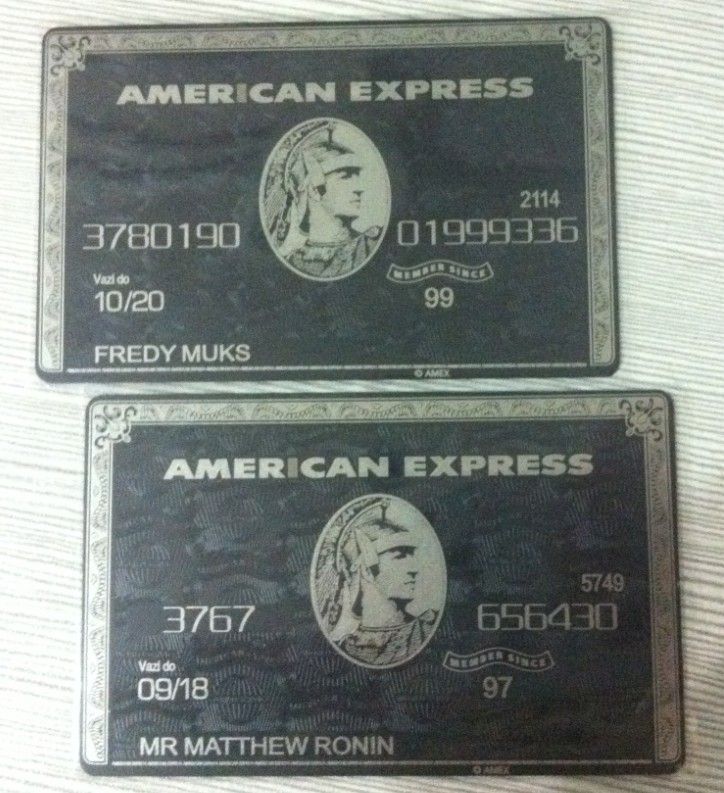 AMERICAN EXPRESS
2114
3780190 01999336
MEMBER SINCE
Vazi do
10/20 99
FREDY MUKS
© AMEX
AMERICAN EXPRESS
5749
3767 656430
MEMBER SINCE
Vazi do
09/18 97
MR MATTHEW RONIN
© AMEX